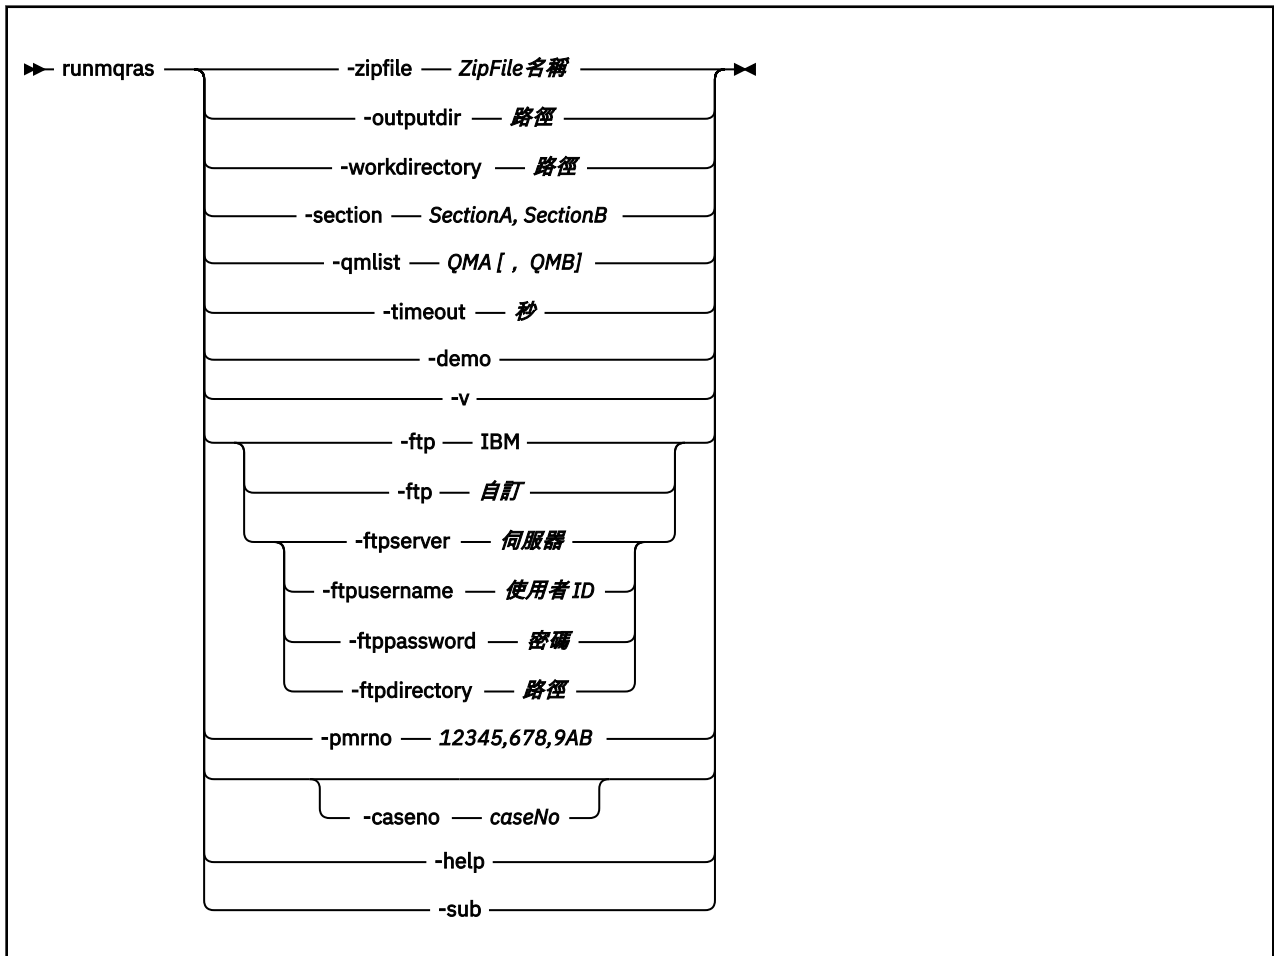 runmqras -zipfile ZipFile名稱
-outputdir 路徑
-workdirectory 路徑
-section SectionA, SectionB
-qmlist QMA [ , QMB]
-timeout 秒
-demo
-v
-ftp IBM
-ftp 自訂
-ftpserver 伺服器
-ftpusername 使用者 ID
-ftppassword 密碼
-ftpdirectory 路徑
-pmrno 12345,678,9AB
-caseno caseNo
-help
-sub